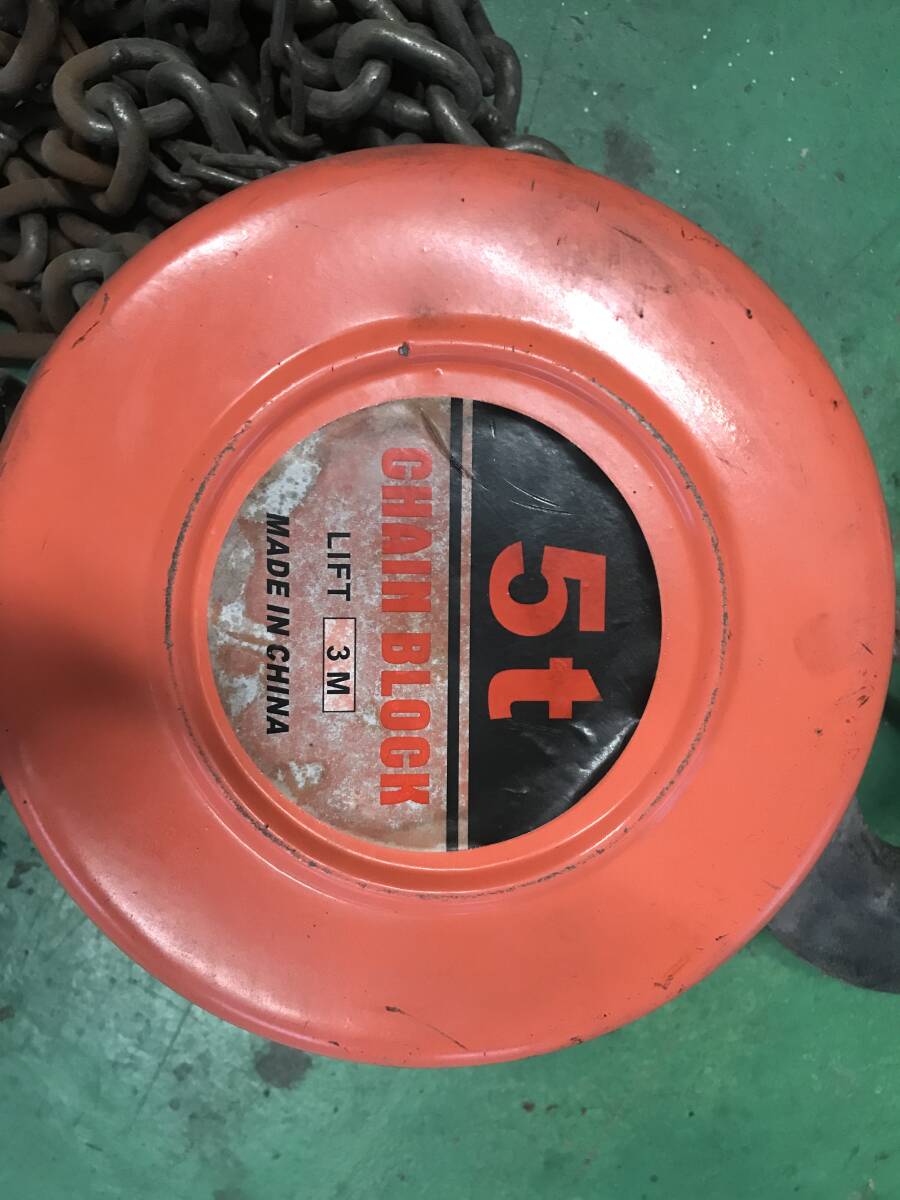 5t
CHAIN BLOCK
LIFT 3 M
MADE IN CHINA